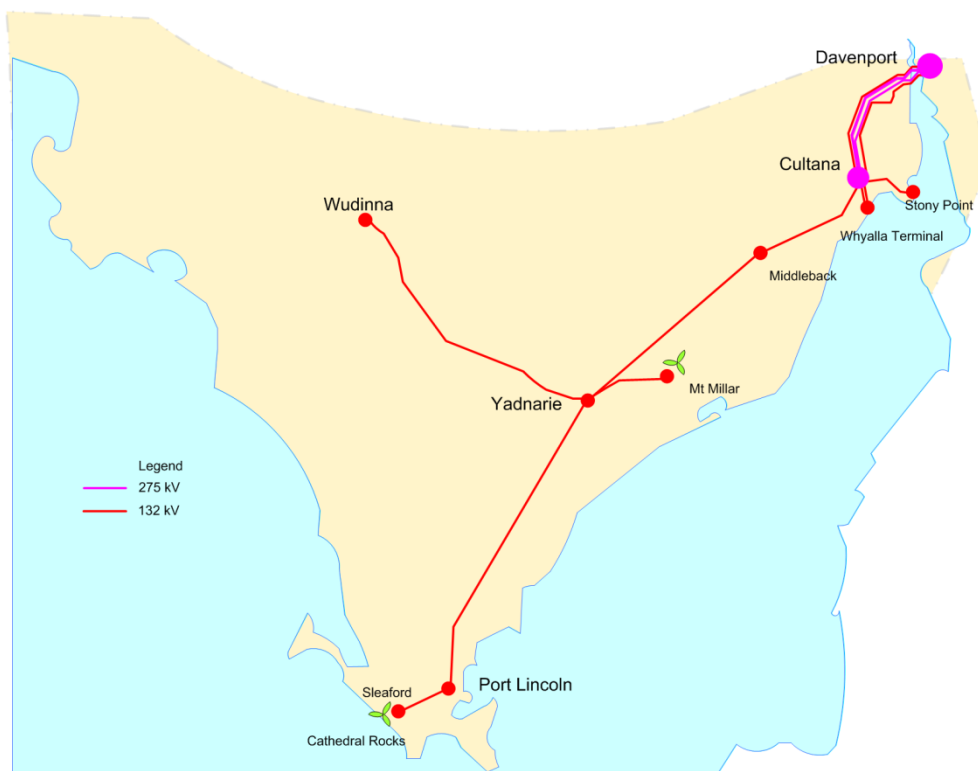 Davenport
Cultana
Stony Point
Wudinna
Whyalla Terminal
Middleback
Mt Millar
Yadnarie
Legend
275 kV
132 kV
Port Lincoln
Sleaford
Cathedral Rocks